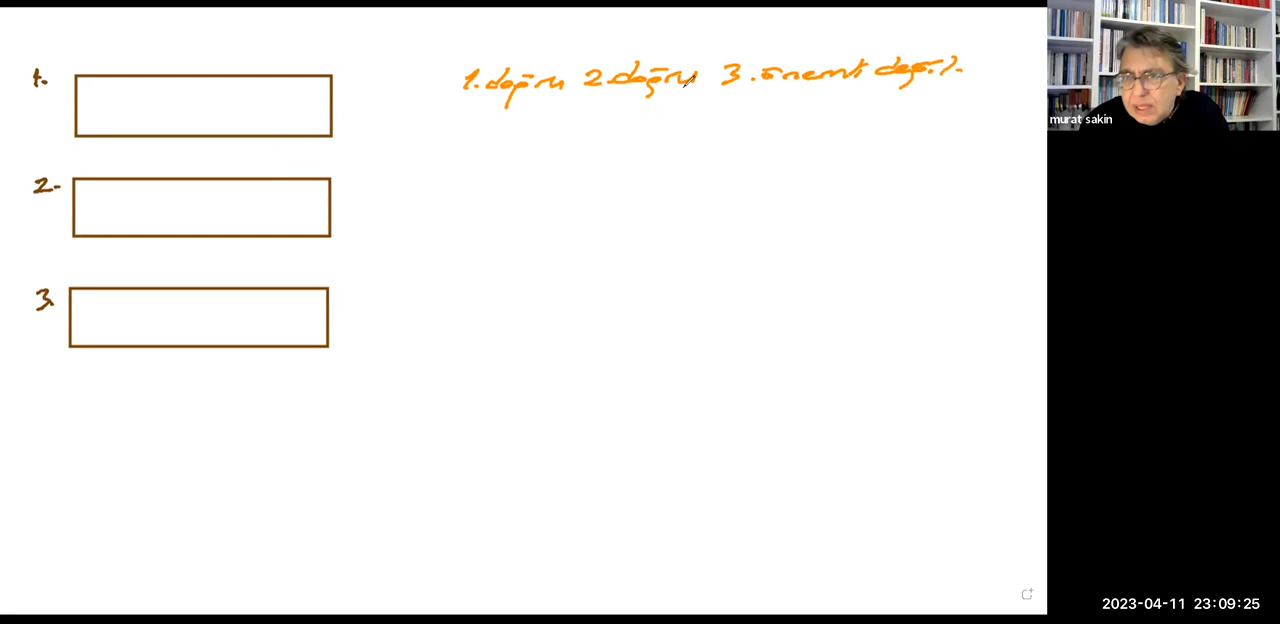 1.
1.doğru 2.doğru 3.önemli değil.
murat sakin
2-
3.
2023-04-11 23:09:25